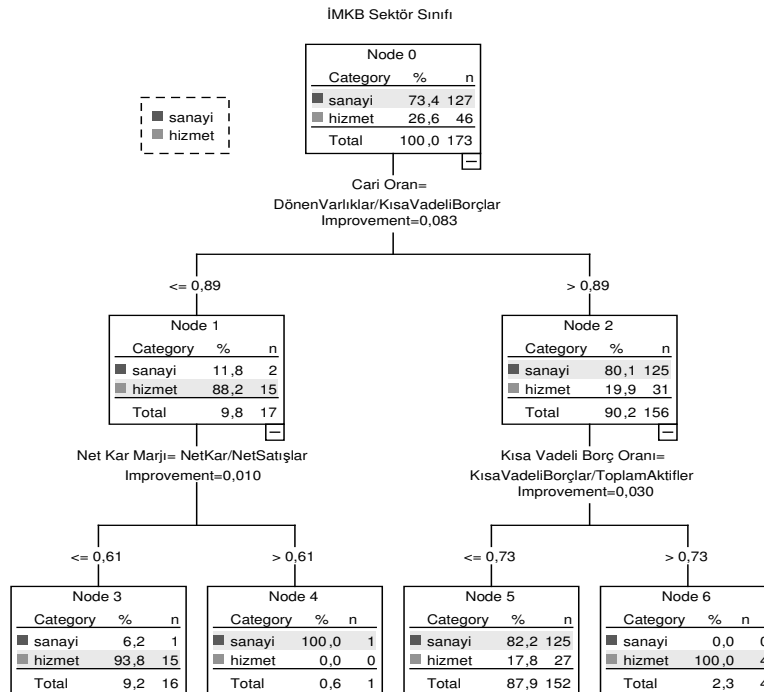 İMKB Sektör Sınıfı
sanayi
hizmet
Node 0
Category % n
sanayi 73,4 127
hizmet 26,6 46
Total 100,0 173
Cari Oran=
DönenVarlıklar/KısaVadeliBorçlar
Improvement=0,083
<= 0,89
> 0,89
Node 1
Category % n
sanayi 11,8 2
hizmet 88,2 15
Total 9,8 17
Node 2
Category % n
sanayi 80,1 125
hizmet 19,9 31
Total 90,2 156
Net Kar Marjı= NetKar/NetSatışlar
Improvement=0,010
Kısa Vadeli Borç Oranı=
KısaVadeliBorçlar/ToplamAktifler
Improvement=0,030
<= 0,61
> 0,61
<= 0,73
> 0,73
Node 3
Category % n
sanayi 6,2 1
hizmet 93,8 15
Total 9,2 16
Node 4
Category % n
sanayi 100,0 1
hizmet 0,0 0
Total 0,6 1
Node 5
Category % n
sanayi 82,2 125
hizmet 17,8 27
Total 87,9 152
Node 6
Category % n
sanayi 0,0 0
hizmet 100,0 4
Total 2,3 4